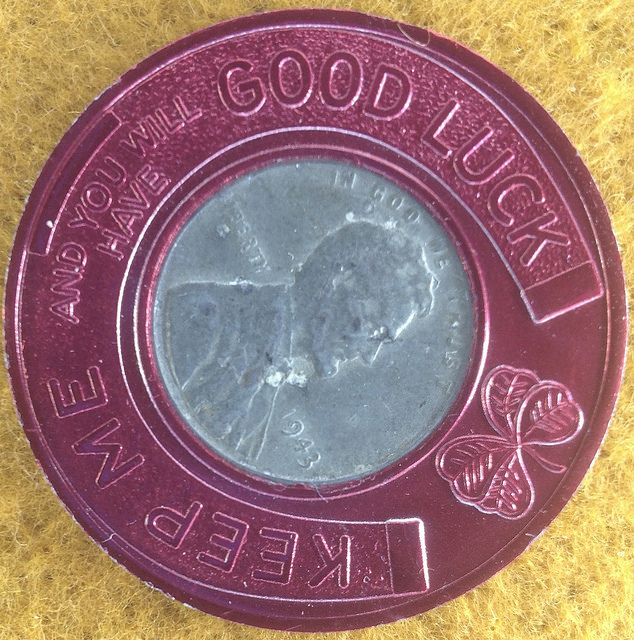 KEEP ME
AND YOU WILL
HAVE
GOOD LUCK
IN GOD WE TRUST
LIBERTY
1943